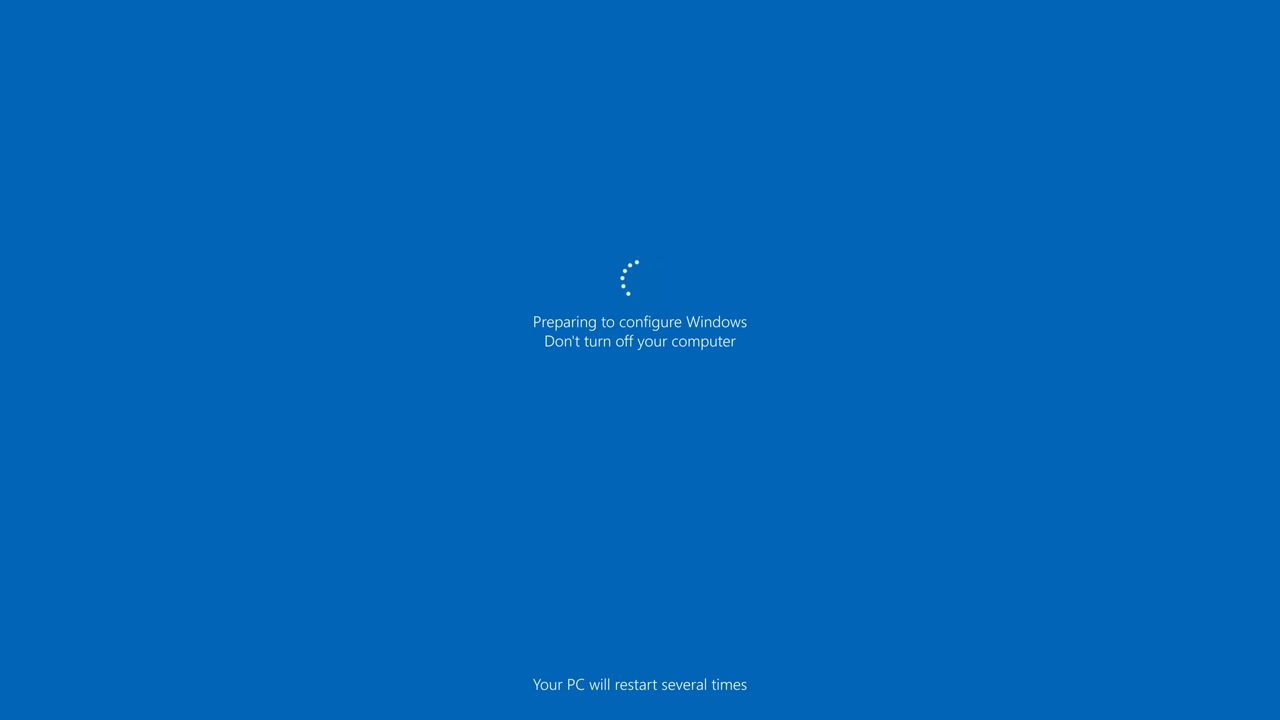 Preparing to configure Windows
Don't turn off your computer
Your PC will restart several times